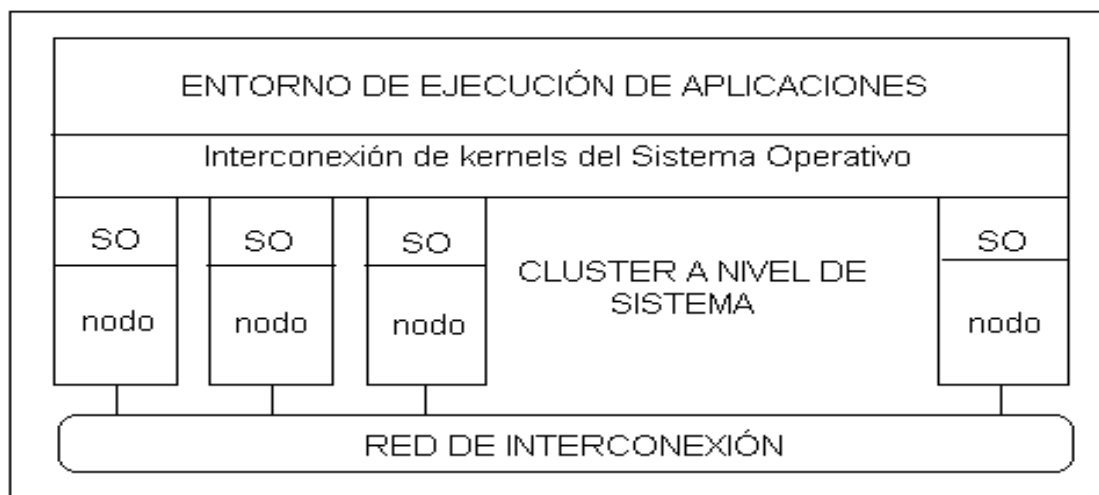 ENTORNO DE EJECUCIÓN DE APLICACIONES
Interconexión de kernels del Sistema Operativo
SO
SO
SO
SO
CLUSTER A NIVEL DE
SISTEMA
nodo
nodo
nodo
nodo
RED DE INTERCONEXIÓN